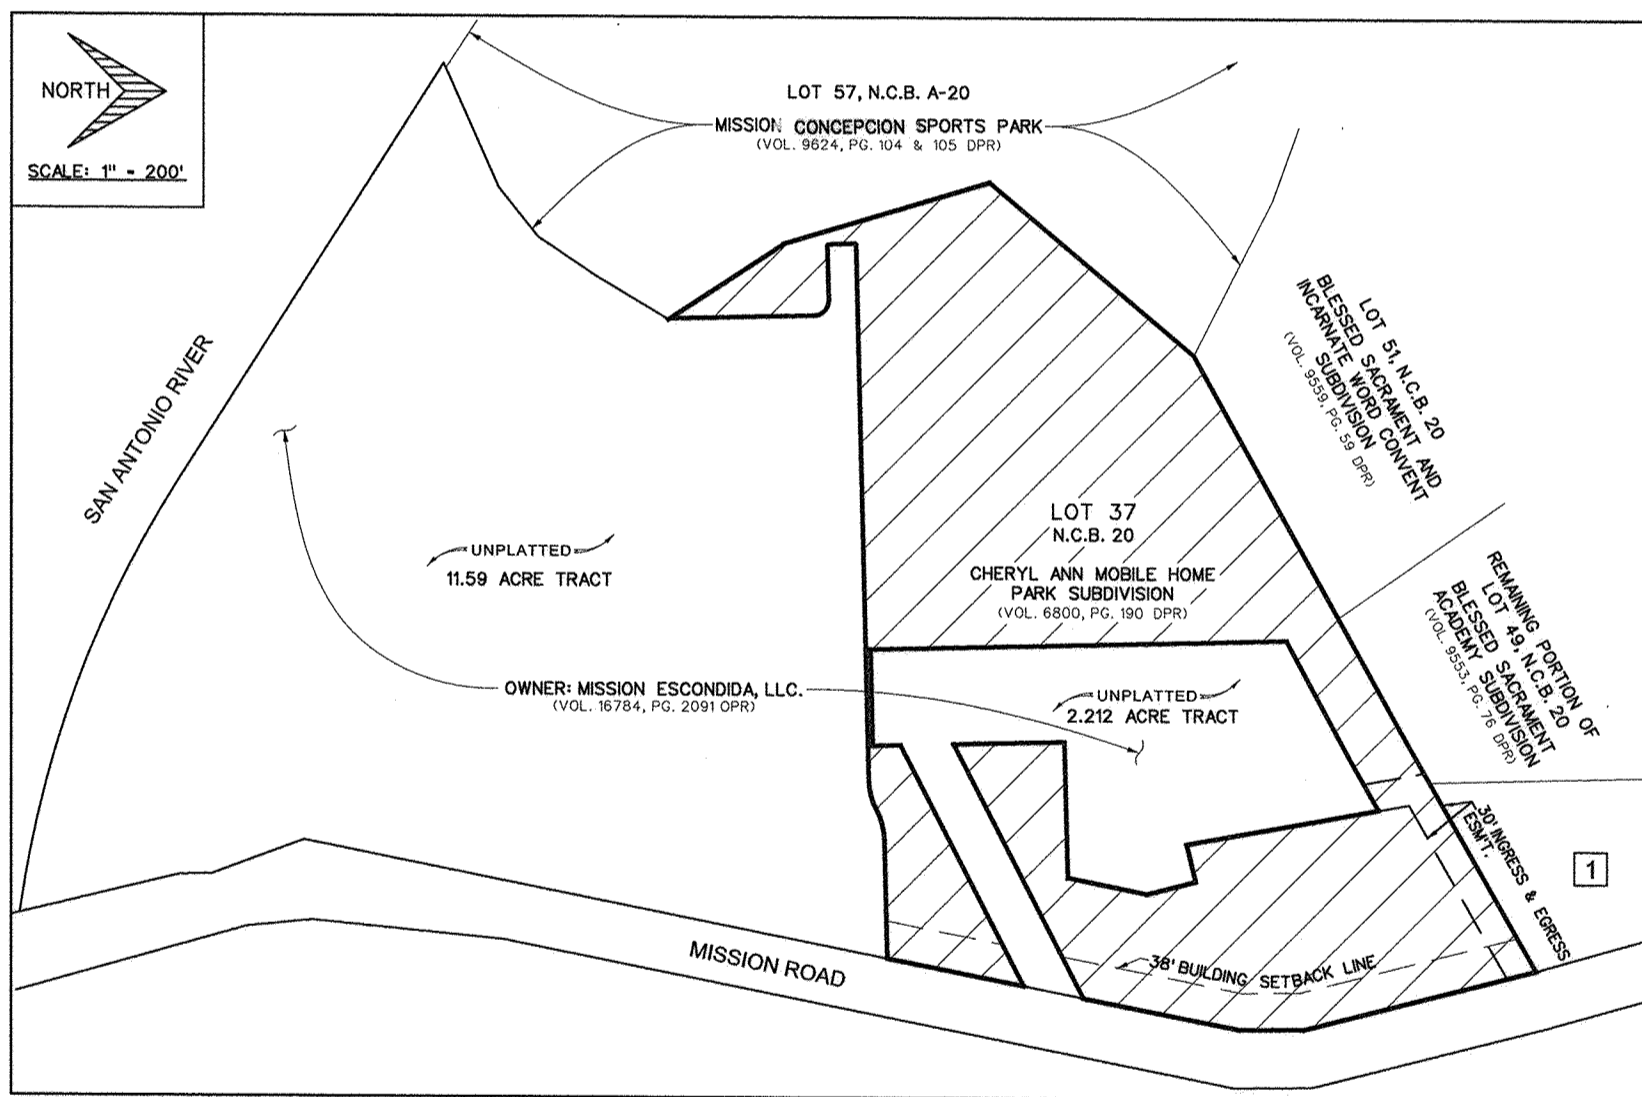 NORTH
SCALE: 1" = 200'
LOT 57, N.C.B. A-20
MISSION CONCEPCION SPORTS PARK
(VOL. 9624, PG. 104 & 105 DPR)
SAN ANTONIO RIVER
LOT 51, N.C.B. 20
BLESSED SACRAMENT AND
INCARNATE WORD CONVENT
SUBDIVISION
(VOL. 9559, PG. 59 DPR)
UNPLATTED
11.59 ACRE TRACT
LOT 37
N.C.B. 20
CHERYL ANN MOBILE HOME
PARK SUBDIVISION
(VOL. 6800, PG. 190 DPR)
REMAINING PORTION OF
LOT 49, N.C.B. 20
BLESSED SACRAMENT
ACADEMY SUBDIVISION
(VOL. 9553, PG. 76 DPR)
OWNER: MISSION ESCONDIDA, LLC.
(VOL. 16784, PG. 2091 OPR)
UNPLATTED
2.212 ACRE TRACT
30' INGRESS & EGRESS
ESM'T.
1
MISSION ROAD
38' BUILDING SETBACK LINE